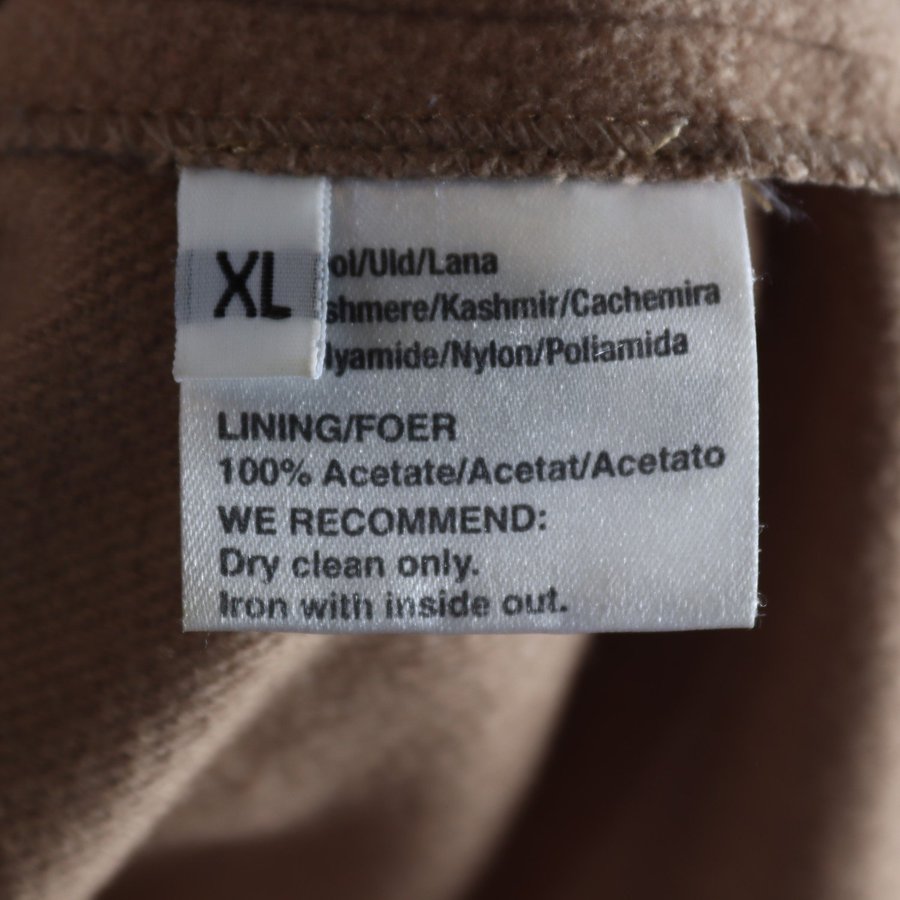 XL
ol/Uld/Lana
shmere/Kashmir/Cachemira
lyamide/Nylon/Poliamida
LINING/FOER
100% Acetate/Acetat/Acetato
WE RECOMMEND:
Dry clean only.
Iron with inside out.